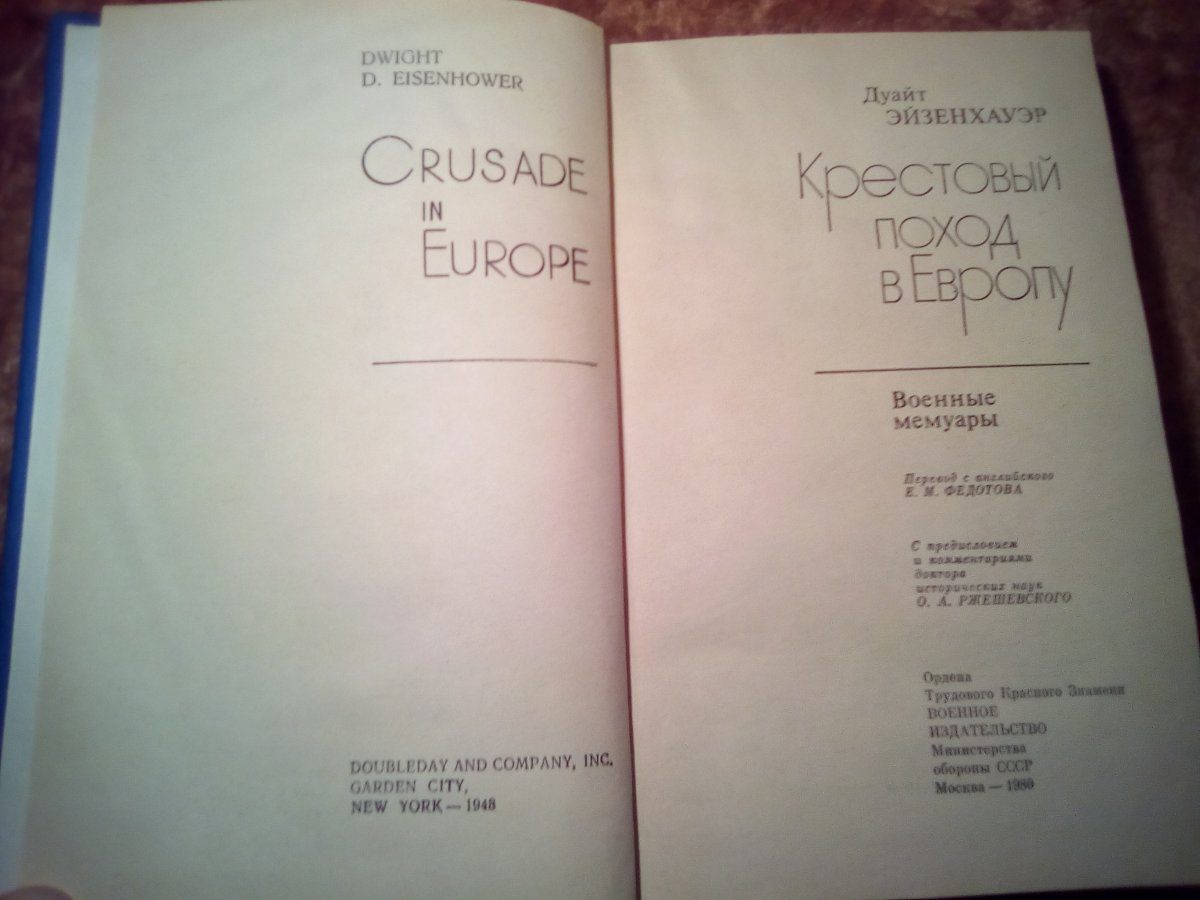 DWIGHT
D. EISENHOWER
CRUSADE
IN
EUROPE
DOUBLEDAY AND COMPANY, INC.
GARDEN CITY,
NEW YORK — 1948
Дуайт
ЭЙЗЕНХАУЭР
Крестовый
поход
в Европу
Военные
мемуары
Перевод с английского
Е. М. ФЕДОТОВА
С предисловием
и комментариями
доктора
исторических наук
О. А. РЖЕШЕВСКОГО
Ордена
Трудового Красного Знамени
ВОЕННОЕ
ИЗДАТЕЛЬСТВО
Министерства
обороны СССР
Москва — 1980